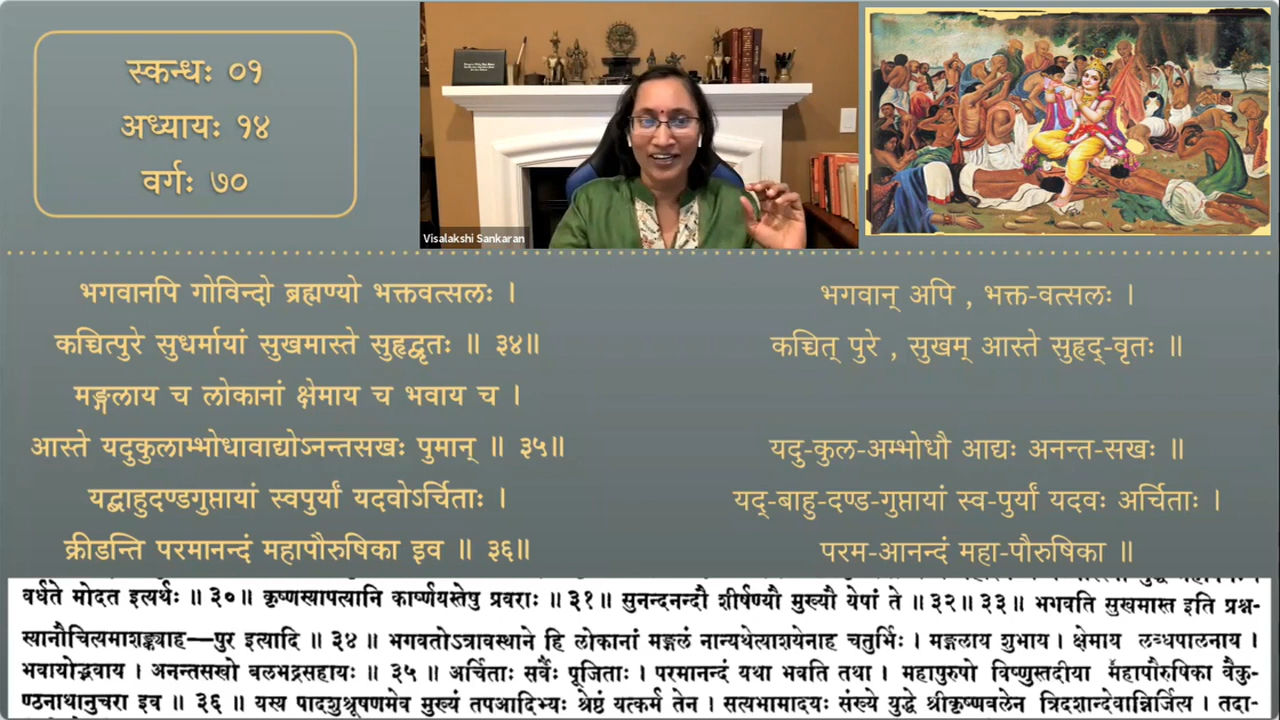 स्कन्धः ०१
अध्यायः १४
वर्गः ७०
Visalakshi Sankaran
भगवानपि गोविन्दो ब्रह्मण्यो भक्तवत्सलः ।
कच्चित्पुरे सुधर्मायां सुखमास्ते सुहृद्वृतः ॥ ३४॥
मङ्गलाय च लोकानां क्षेमाय च भवाय च ।
आस्ते यदुकुलाम्भोधावाद्योऽनन्तसखः पुमान् ॥ ३५॥
यद्बाहुदण्डगुप्तायां स्वपुर्यां यदवोऽर्चिताः ।
क्रीडन्ति परमानन्दं महापौरुषिका इव ॥ ३६॥
भगवान् अपि , भक्त-वत्सलः ।
कच्चित् पुरे , सुखम् आस्ते सुहृद्-वृतः ॥
यदु-कुल-अम्भोधौ आद्यः अनन्त-सखः ॥
यद्-बाहु-दण्ड-गुप्तायां स्व-पुर्यां यदवः अर्चिताः ।
परम-आनन्दं महा-पौरुषिका ॥
वर्धते मोदत इत्यर्थः ॥ ३० ॥ कृष्णस्यापत्यानि कार्ष्णयस्तेषु प्रवराः ॥ ३१ ॥ सुनन्दनन्दौ शीर्षण्यौ मुख्यौ येषां ते ॥ ३२ ॥ ३३ ॥ भगवति सुखमास्त इति प्रश्न-
स्यानौचित्यमाशङ्क्याह—पुर इत्यादि ॥ ३४ ॥ भगवतोऽत्रावस्थाने हि लोकानां मङ्गलं नान्यथेत्याशयेनाह चतुर्भिः । मङ्गलाय शुभाय । क्षेमाय लब्धपालनाय ।
भवायोद्भवाय । अनन्तसखो बलभद्रसहायः ॥ ३५ ॥ अर्चिताः सर्वैः पूजिताः । परमानन्दं यथा भवति तथा । महापुरुषो विष्णुस्तदीया महापौरुषिका वैकु-
ण्ठनाथानुचरा इव ॥ ३६ ॥ यस्य पादशुश्रूषणमेव मुख्यं तपआदिभ्यः श्रेष्ठं यत्कर्म तेन । सत्यभामादयः संख्ये युद्धे श्रीकृष्णबलेन त्रिदशान्देवान्निर्जित्य । तदा-